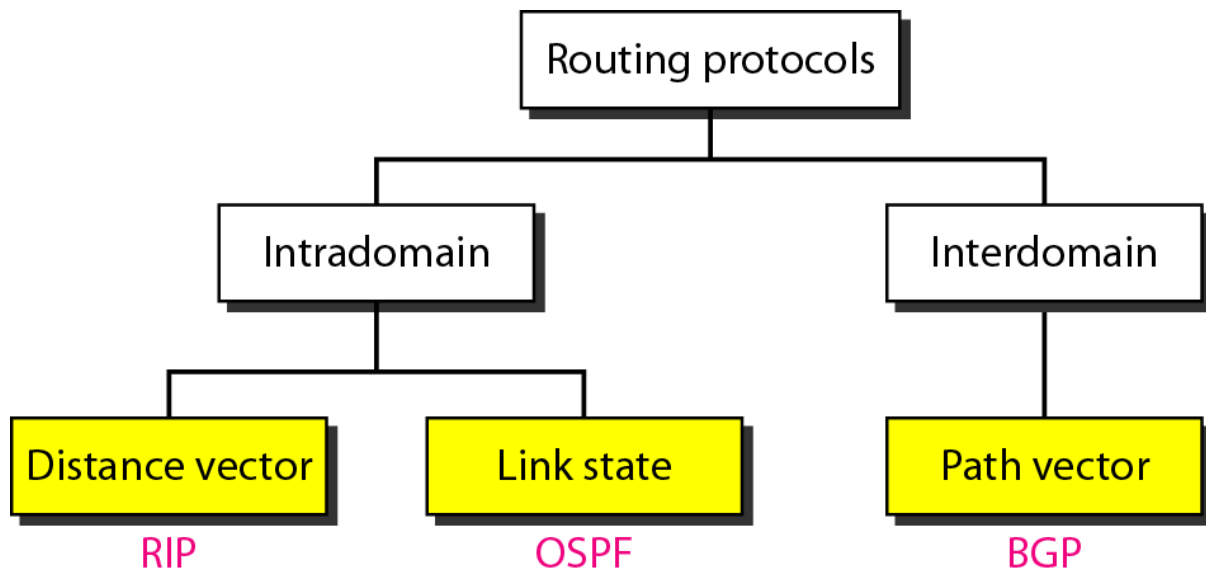 Routing protocols
Intradomain
Interdomain
Distance vector
Link state
Path vector
RIP
OSPF
BGP